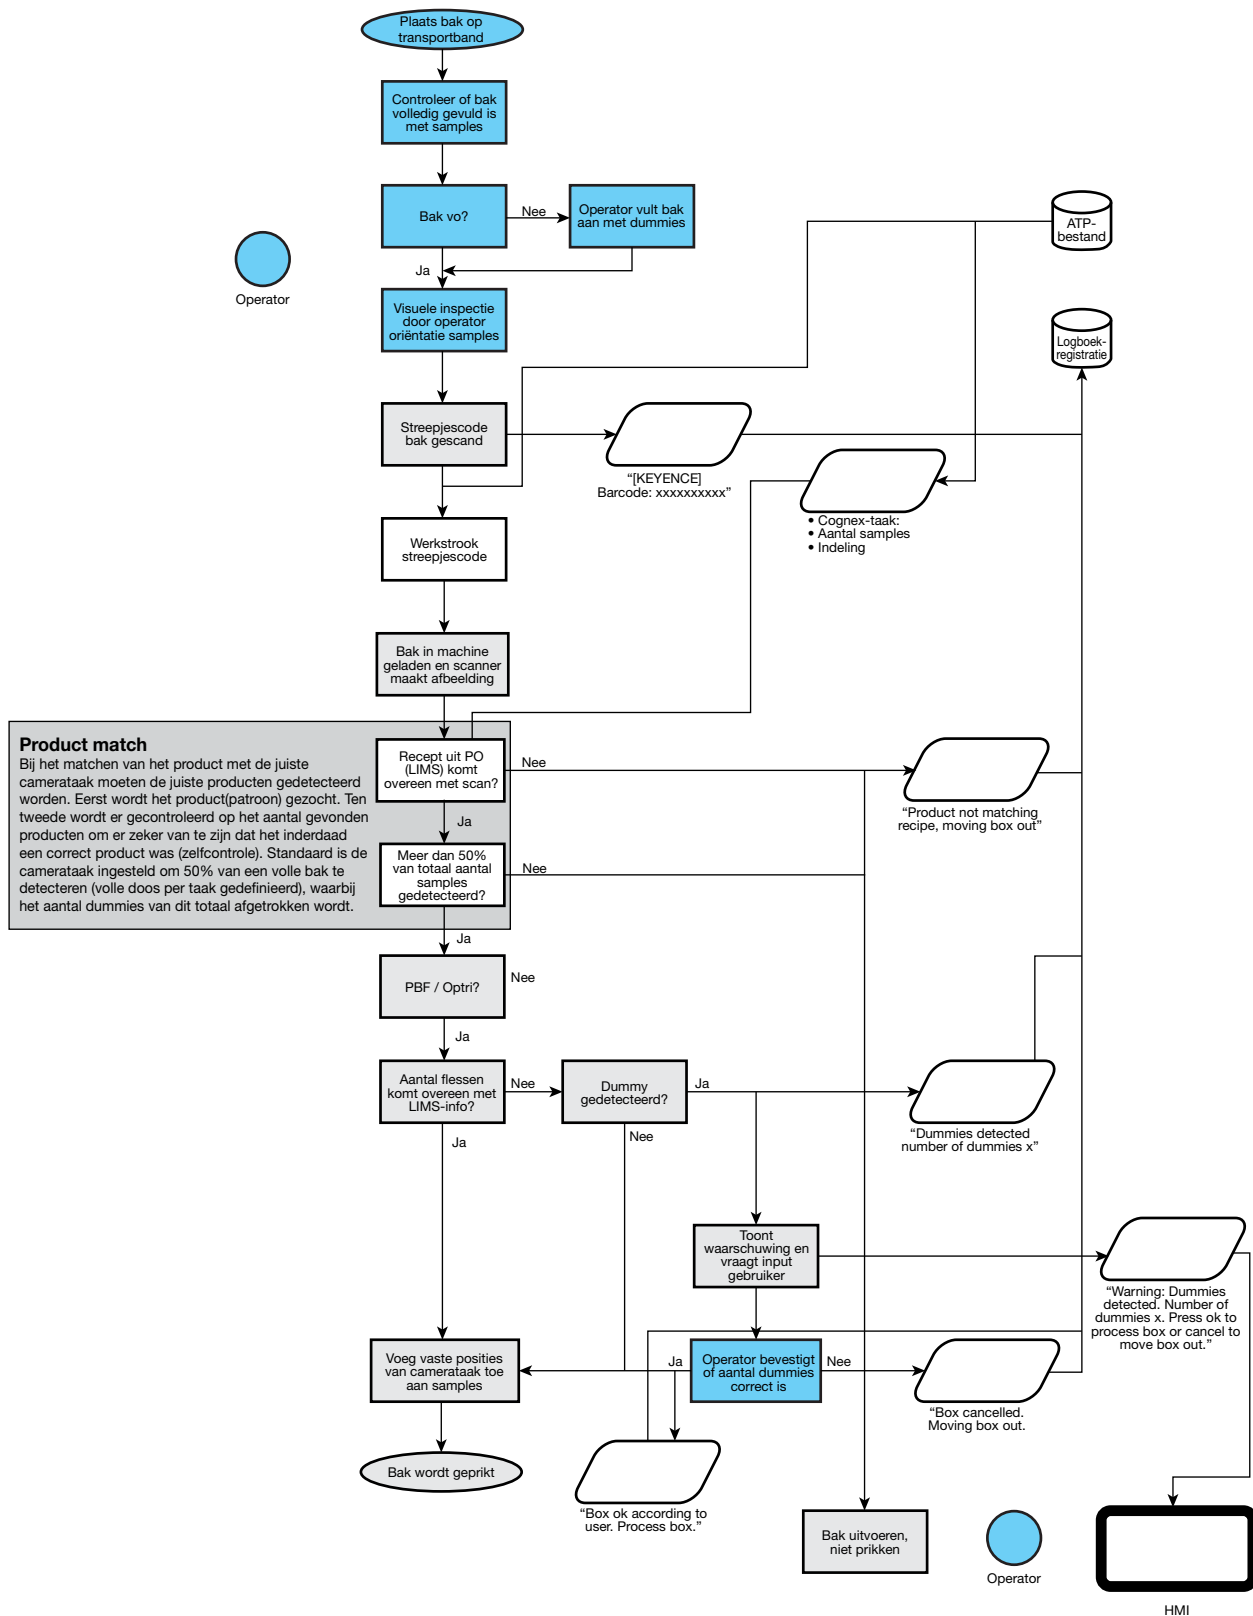 Plaats bak op
transportband
Controleer of bak
volledig gevuld is
met samples
Bak vo?
Nee
Operator vult bak
aan met dummies
ATP-
bestand
Operator
Ja
Visuele inspectie
door operator
oriëntatie samples
Logboek-
registratie
Streepjescode
bak gescand
“[KEYENCE]
Barcode: xxxxxxxxxx”
• Cognex-taak:
• Aantal samples
• Indeling
Werkstrook
streepjescode
Bak in machine
geladen en scanner
maakt afbeelding
Product match
Bij het matchen van het product met de juiste
camerataak moeten de juiste producten gedetecteerd
worden. Eerst wordt het product(patroon) gezocht. Ten
tweede wordt er gecontroleerd op het aantal gevonden
producten om er zeker van te zijn dat het inderdaad
een correct product was (zelfcontrole). Standaard is de
camerataak ingesteld om 50% van een volle bak te
detecteren (volle doos per taak gedefinieerd), waarbij
het aantal dummies van dit totaal afgetrokken wordt.
Recept uit PO
(LIMS) komt
overeen met scan?
Nee
“Product not matching
recipe, moving box out”
Ja
Meer dan 50%
van totaal aantal
samples
gedetecteerd?
Nee
Ja
PBF / Optri?
Nee
Ja
Aantal flessen
komt overeen met
LIMS-info?
Nee
Dummy
gedetecteerd?
Ja
“Dummies detected
number of dummies x”
Ja
Nee
Toont
waarschuwing en
vraagt input
gebruiker
“Warning: Dummies
detected. Number of
dummies x. Press ok to
process box or cancel to
move box out.”
Voeg vaste posities
van camerataak toe
aan samples
Ja
Operator bevestigt
of aantal dummies
correct is
Nee
“Box cancelled.
Moving box out.
Bak wordt geprikt
“Box ok according to
user. Process box.”
Bak uitvoeren,
niet prikken
Operator
HMI